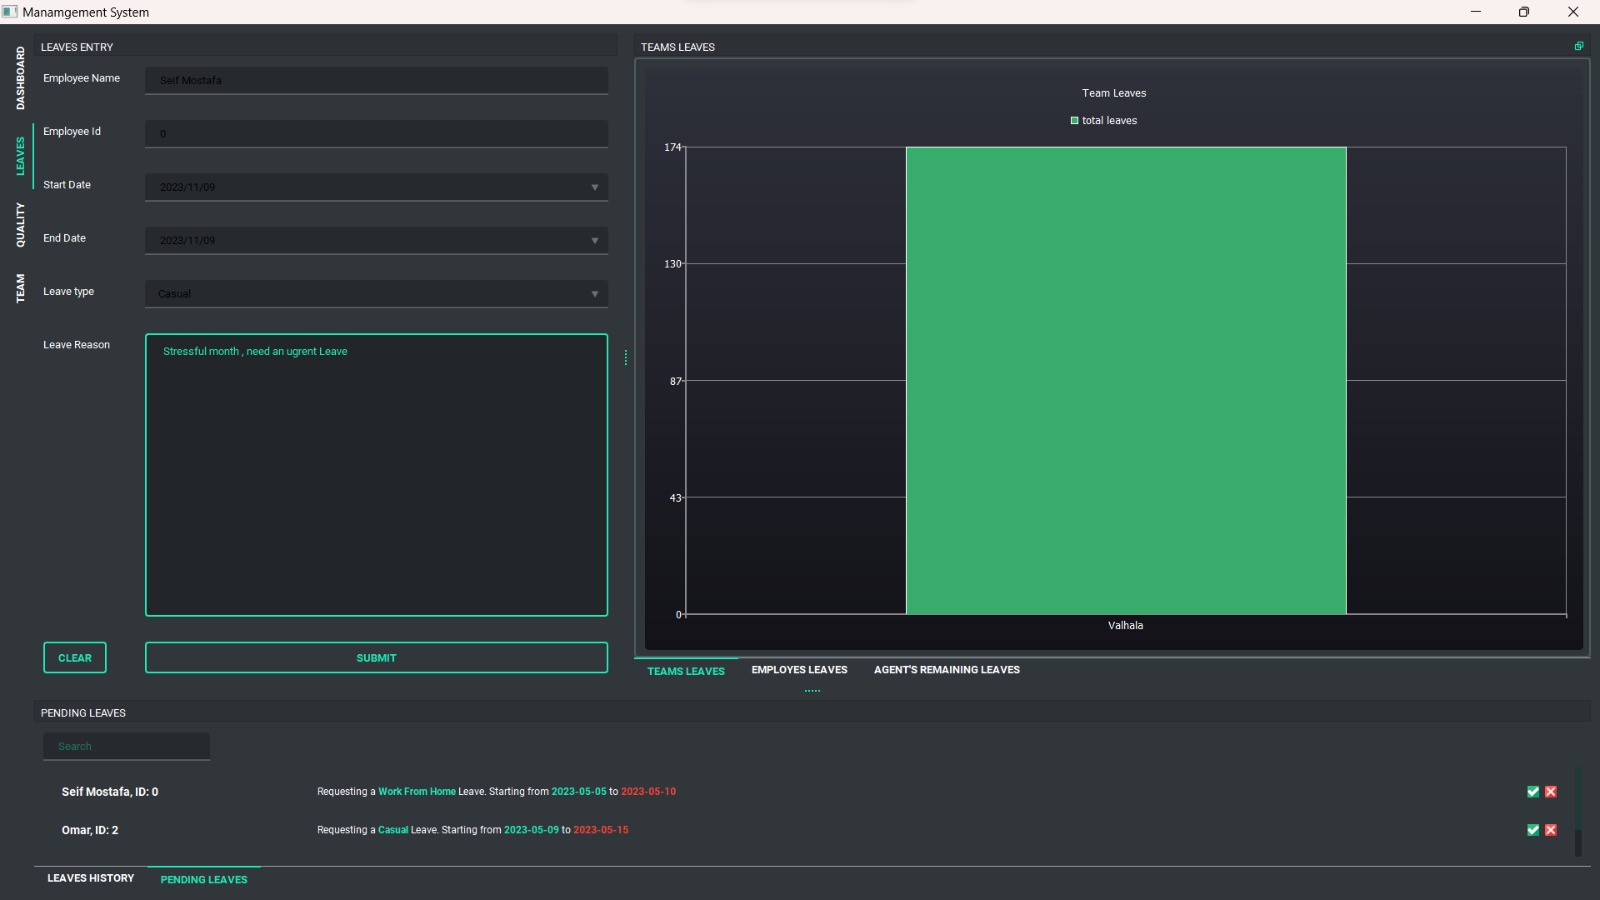 Manamgement System
DASHBOARD
LEAVES
QUALITY
TEAM
LEAVES ENTRY
Employee Name
Seif Mostafa
Employee Id
0
Start Date
2023/11/09
End Date
2023/11/09
Leave type
Casual
Leave Reason
Stressful month , need an ugrent Leave
CLEAR
SUBMIT
TEAMS LEAVES
Team Leaves
total leaves
174
130
87
43
0
Valhala
TEAMS LEAVES
EMPLOYES LEAVES
AGENT'S REMAINING LEAVES
PENDING LEAVES
Search
Seif Mostafa, ID: 0
Requesting a Work From Home Leave. Starting from 2023-05-05 to 2023-05-10
Omar, ID: 2
Requesting a Casual Leave. Starting from 2023-05-09 to 2023-05-15
LEAVES HISTORY
PENDING LEAVES